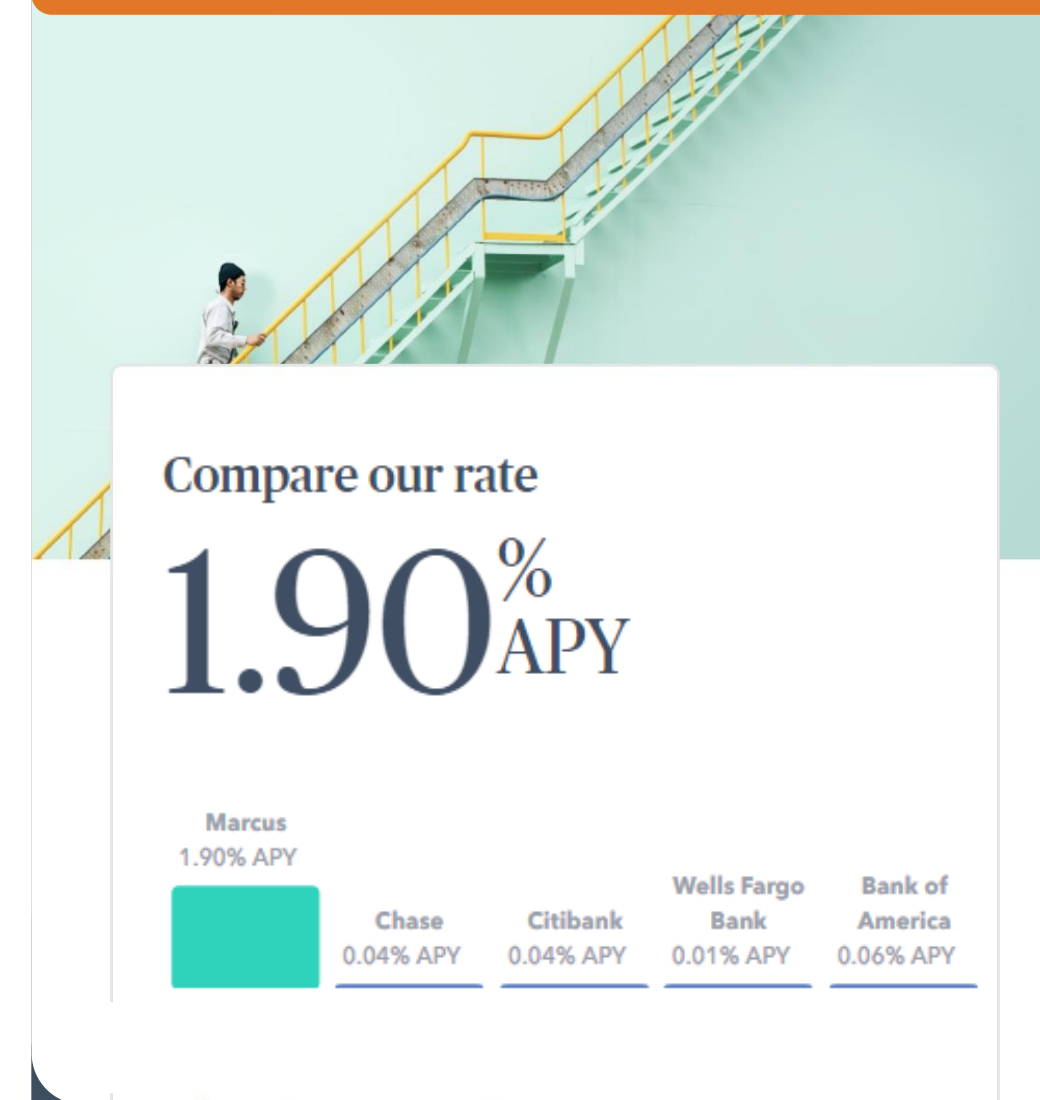 Compare our rate
1.90% APY
Marcus
1.90% APY
Chase
0.04% APY
Citibank
0.04% APY
Wells Fargo
Bank
0.01% APY
Bank of
America
0.06% APY